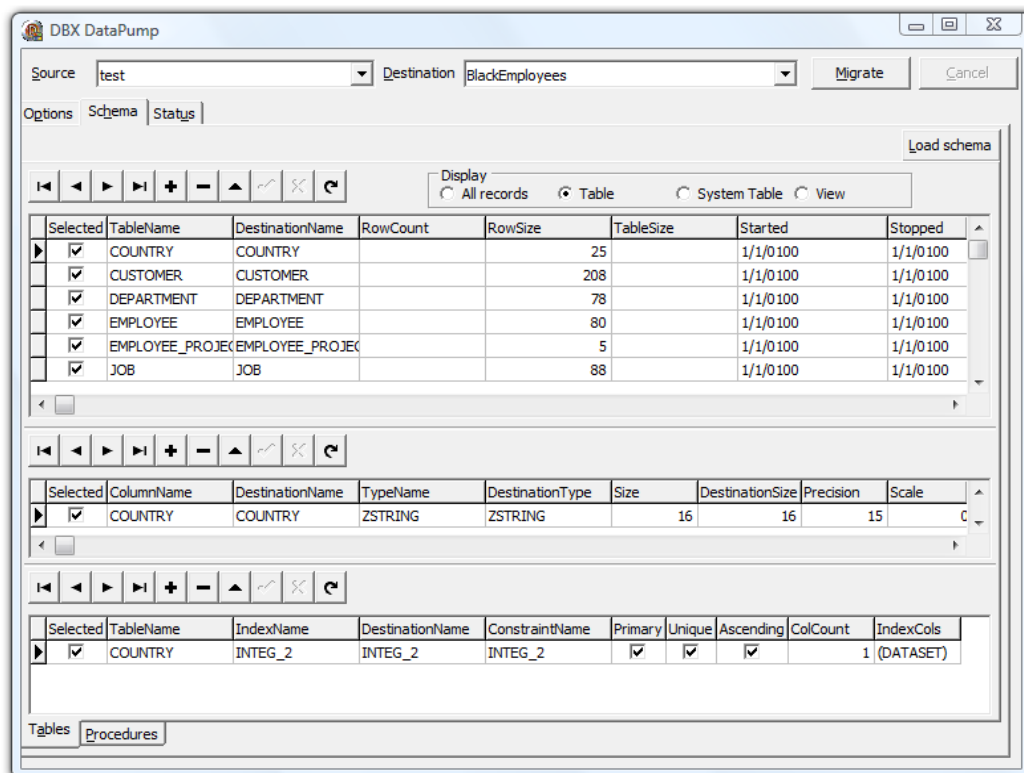 DBX DataPump
Source test Destination BlackEmployees Migrate Cancel
Options Schema Status
Load schema
Display
All records Table System Table View
Selected TableName DestinationName RowCount RowSize TableSize Started Stopped
COUNTRY COUNTRY 25 1/1/0100 1/1/0100
CUSTOMER CUSTOMER 208 1/1/0100 1/1/0100
DEPARTMENT DEPARTMENT 78 1/1/0100 1/1/0100
EMPLOYEE EMPLOYEE 80 1/1/0100 1/1/0100
EMPLOYEE_PROJEC EMPLOYEE_PROJEC 5 1/1/0100 1/1/0100
JOB JOB 88 1/1/0100 1/1/0100
Selected ColumnName DestinationName TypeName DestinationType Size DestinationSize Precision Scale
COUNTRY COUNTRY ZSTRING ZSTRING 16 16 15 0
Selected TableName IndexName DestinationName ConstraintName Primary Unique Ascending ColCount IndexCols
COUNTRY INTEG_2 INTEG_2 INTEG_2 1 (DATASET)
Tables Procedures